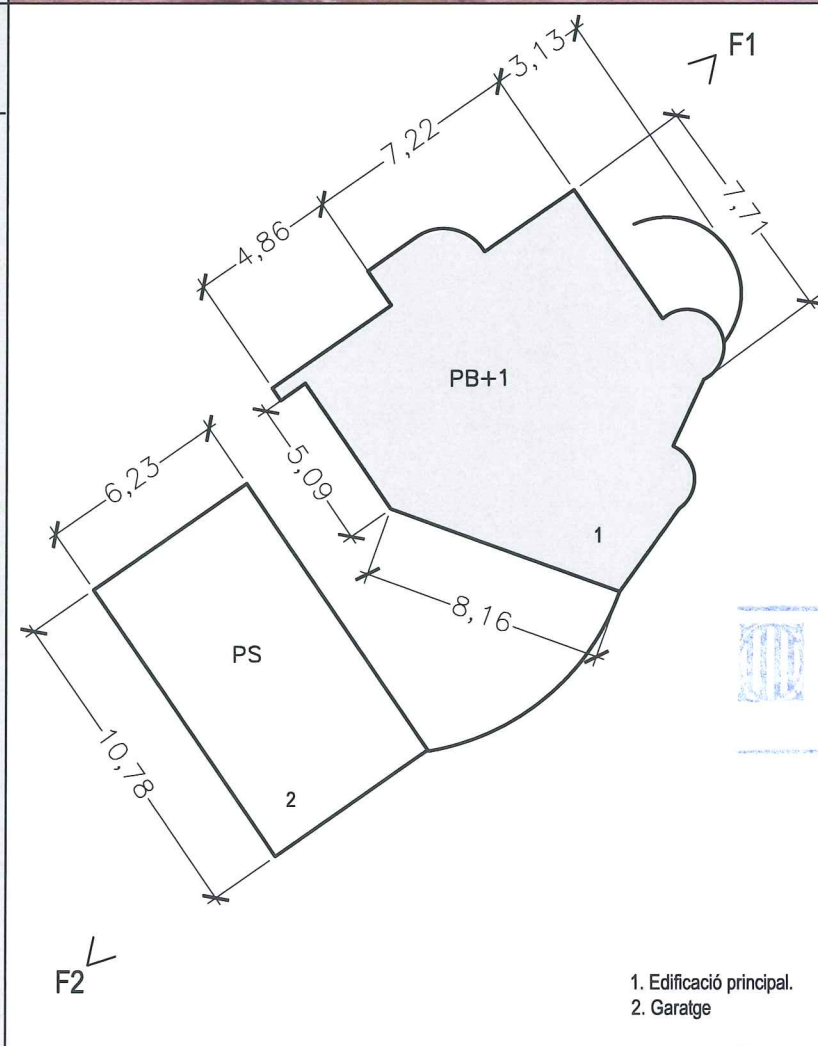 F1
3,13
7,22
4,86
7,71
PB+1
6,23
5,09
1
8,16
PS
10,78
2
F2
1. Edificació principal.
2. Garatge